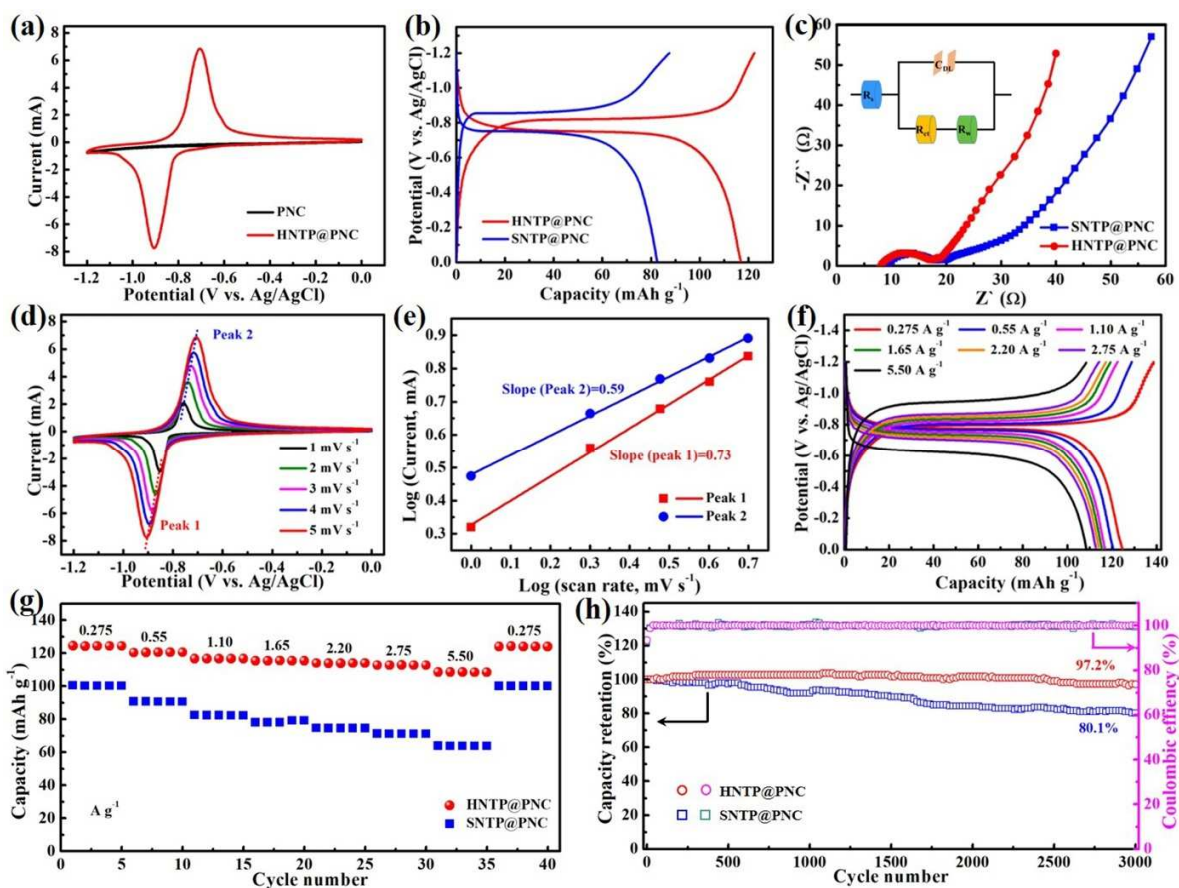 (a)
8
6
4
2
0
-2
-4
-6
-8
Current (mA)
PNC
HNTP@PNC
-1.2 -0.9 -0.6 -0.3 0.0
Potential (V vs. Ag/AgCl)
(b)
-1.2
-0.9
-0.6
-0.3
0.0
Potential (V vs. Ag/AgCl)
HNTP@PNC
SNTP@PNC
0 20 40 60 80 100 120
Capacity (mAh g⁻¹)
(c)
60
50
40
30
20
10
0
-Z`` (Ω)
C_DL
R_s
R_ct
R_w
SNTP@PNC
HNTP@PNC
0 10 20 30 40 50 60
Z` (Ω)
(d)
8
6
4
2
0
-2
-4
-6
-8
Current (mA)
Peak 2
Peak 1
1 mV s⁻¹
2 mV s⁻¹
3 mV s⁻¹
4 mV s⁻¹
5 mV s⁻¹
-1.2 -1.0 -0.8 -0.6 -0.4 -0.2 0.0
Potential (V vs. Ag/AgCl)
(e)
0.9
0.8
0.7
0.6
0.5
0.4
0.3
Log (Current, mA)
Slope (Peak 2)=0.59
Slope (peak 1)=0.73
Peak 1
Peak 2
0.0 0.1 0.2 0.3 0.4 0.5 0.6 0.7
Log (scan rate, mV s⁻¹)
(f)
-1.4
-1.2
-1.0
-0.8
-0.6
-0.4
-0.2
0.0
Potential (V vs. Ag/AgCl)
0.275 A g⁻¹ 0.55 A g⁻¹ 1.10 A g⁻¹
1.65 A g⁻¹ 2.20 A g⁻¹ 2.75 A g⁻¹
5.50 A g⁻¹
0 20 40 60 80 100 120 140
Capacity (mAh g⁻¹)
(g)
140
120
100
80
60
40
20
0
Capacity (mAh g⁻¹)
0.275 0.55 1.10 1.65 2.20 2.75 5.50 0.275
A g⁻¹
HNTP@PNC
SNTP@PNC
0 5 10 15 20 25 30 35 40
Cycle number
(h)
140
120
100
80
60
40
20
0
Capacity retention (%)
97.2%
80.1%
HNTP@PNC
SNTP@PNC
0 500 1000 1500 2000 2500 3000
Cycle number
100
80
60
40
20
0
Coulombic effiency (%)